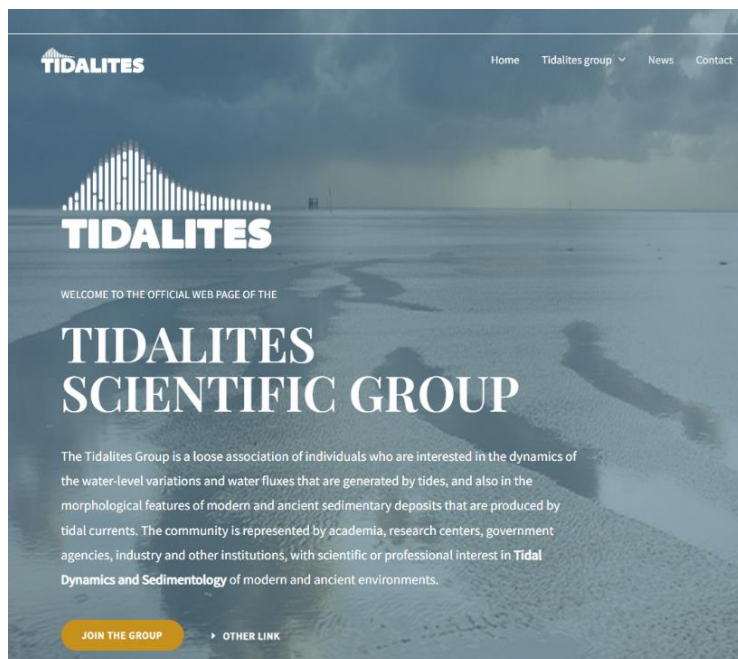 TIDALITES
Home Tidalites group News Contact
TIDALITES
WELCOME TO THE OFFICIAL WEB PAGE OF THE
TIDALITES
SCIENTIFIC GROUP
The Tidalites Group is a loose association of individuals who are interested in the dynamics of
the water-level variations and water fluxes that are generated by tides, and also in the
morphological features of modern and ancient sedimentary deposits that are produced by
tidal currents. The community is represented by academia, research centers, government
agencies, industry and other institutions, with scientific or professional interest in Tidal
Dynamics and Sedimentology of modern and ancient environments.
JOIN THE GROUP OTHER LINK